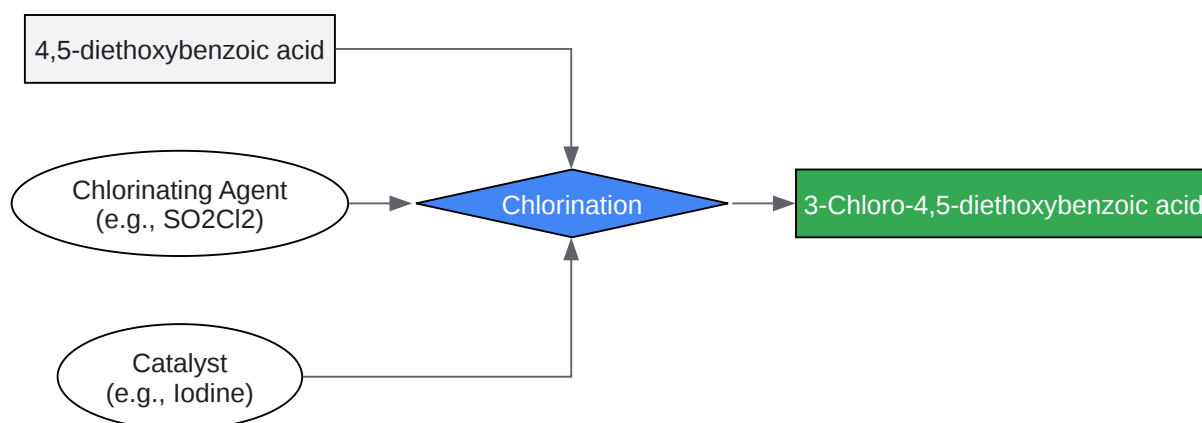 4,5-diethoxybenzoic acid
Chlorinating Agent
(e.g., SO2Cl2)
Chlorination
3-Chloro-4,5-diethoxybenzoic acid
Catalyst
(e.g., Iodine)